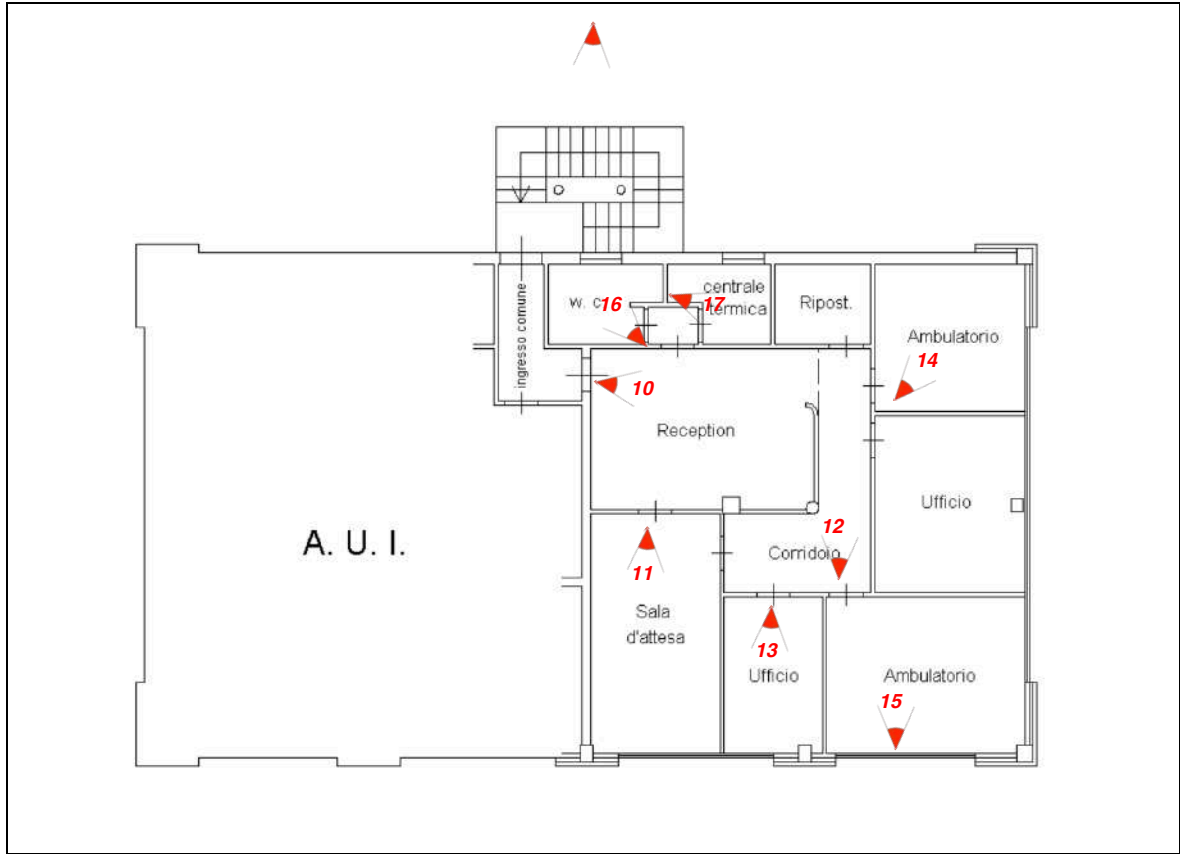 w. c.
16
centrale
termica
17
Ripost.
Ambulatorio
14
ingresso comune
10
Reception
Ufficio
A. U. I.
12
Corridoio
11
Sala
d'attesa
13
Ufficio
Ambulatorio
15